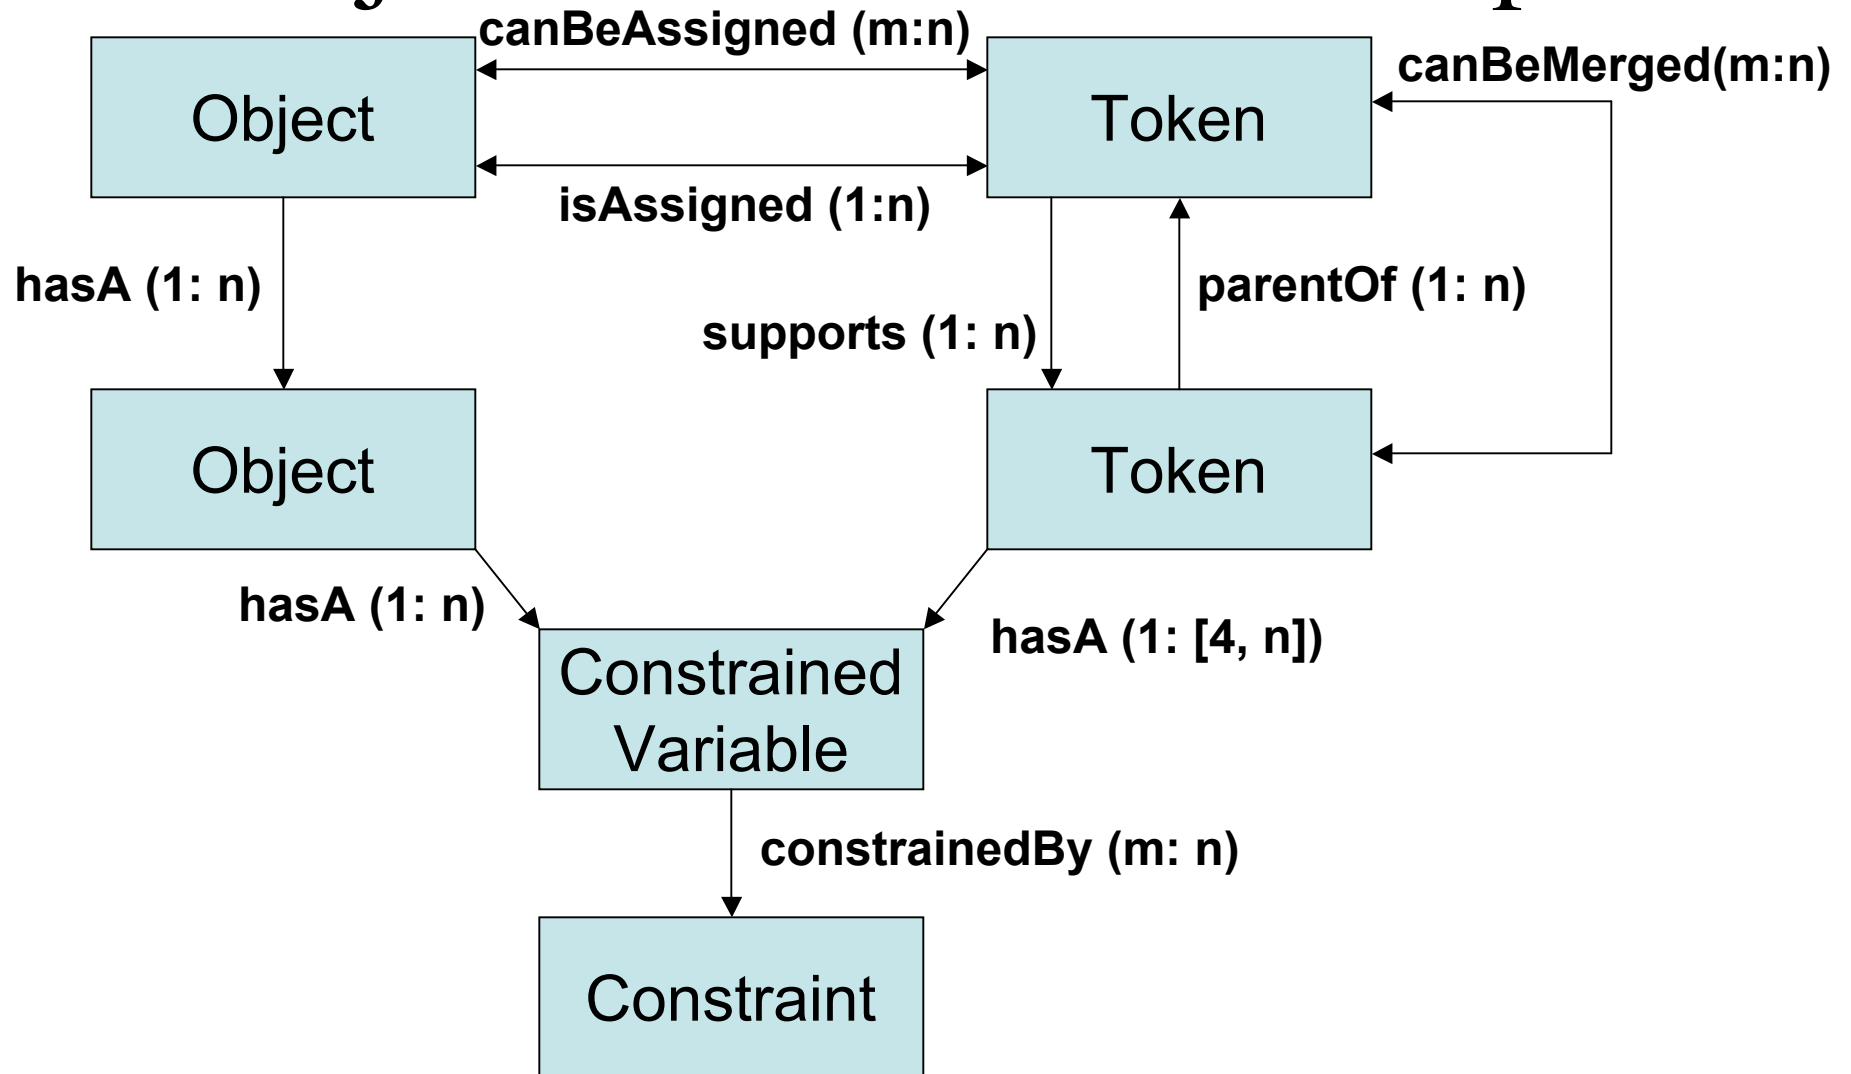 canBeAssigned (m:n)
canBeMerged(m:n)
Object
Token
isAssigned (1:n)
hasA (1: n)
parentOf (1: n)
supports (1: n)
Object
Token
hasA (1: n)
hasA (1: [4, n])
Constrained
Variable
constrainedBy (m: n)
Constraint